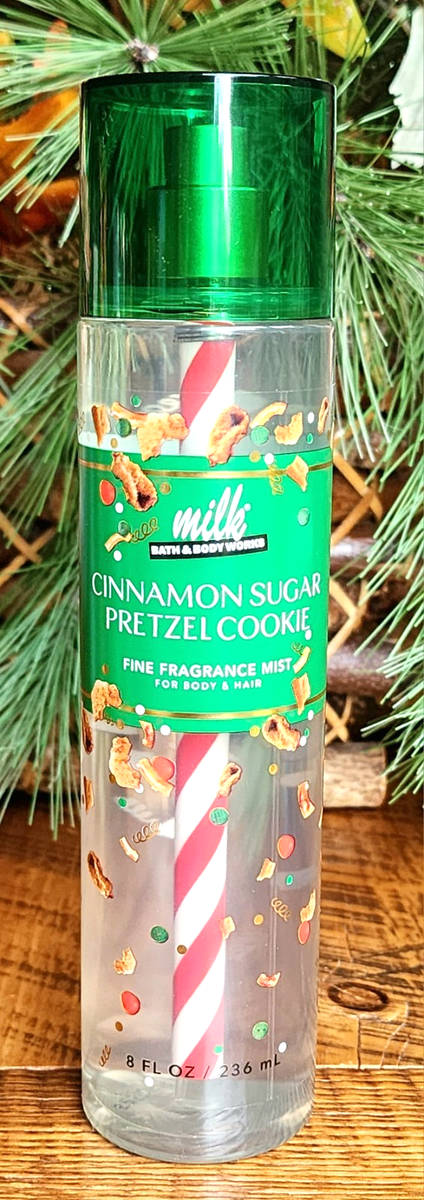 milk®
BATH & BODY WORKS
CINNAMON SUGAR
PRETZEL COOKIE
FINE FRAGRANCE MIST
FOR BODY & HAIR
8 FL OZ / 236 mL